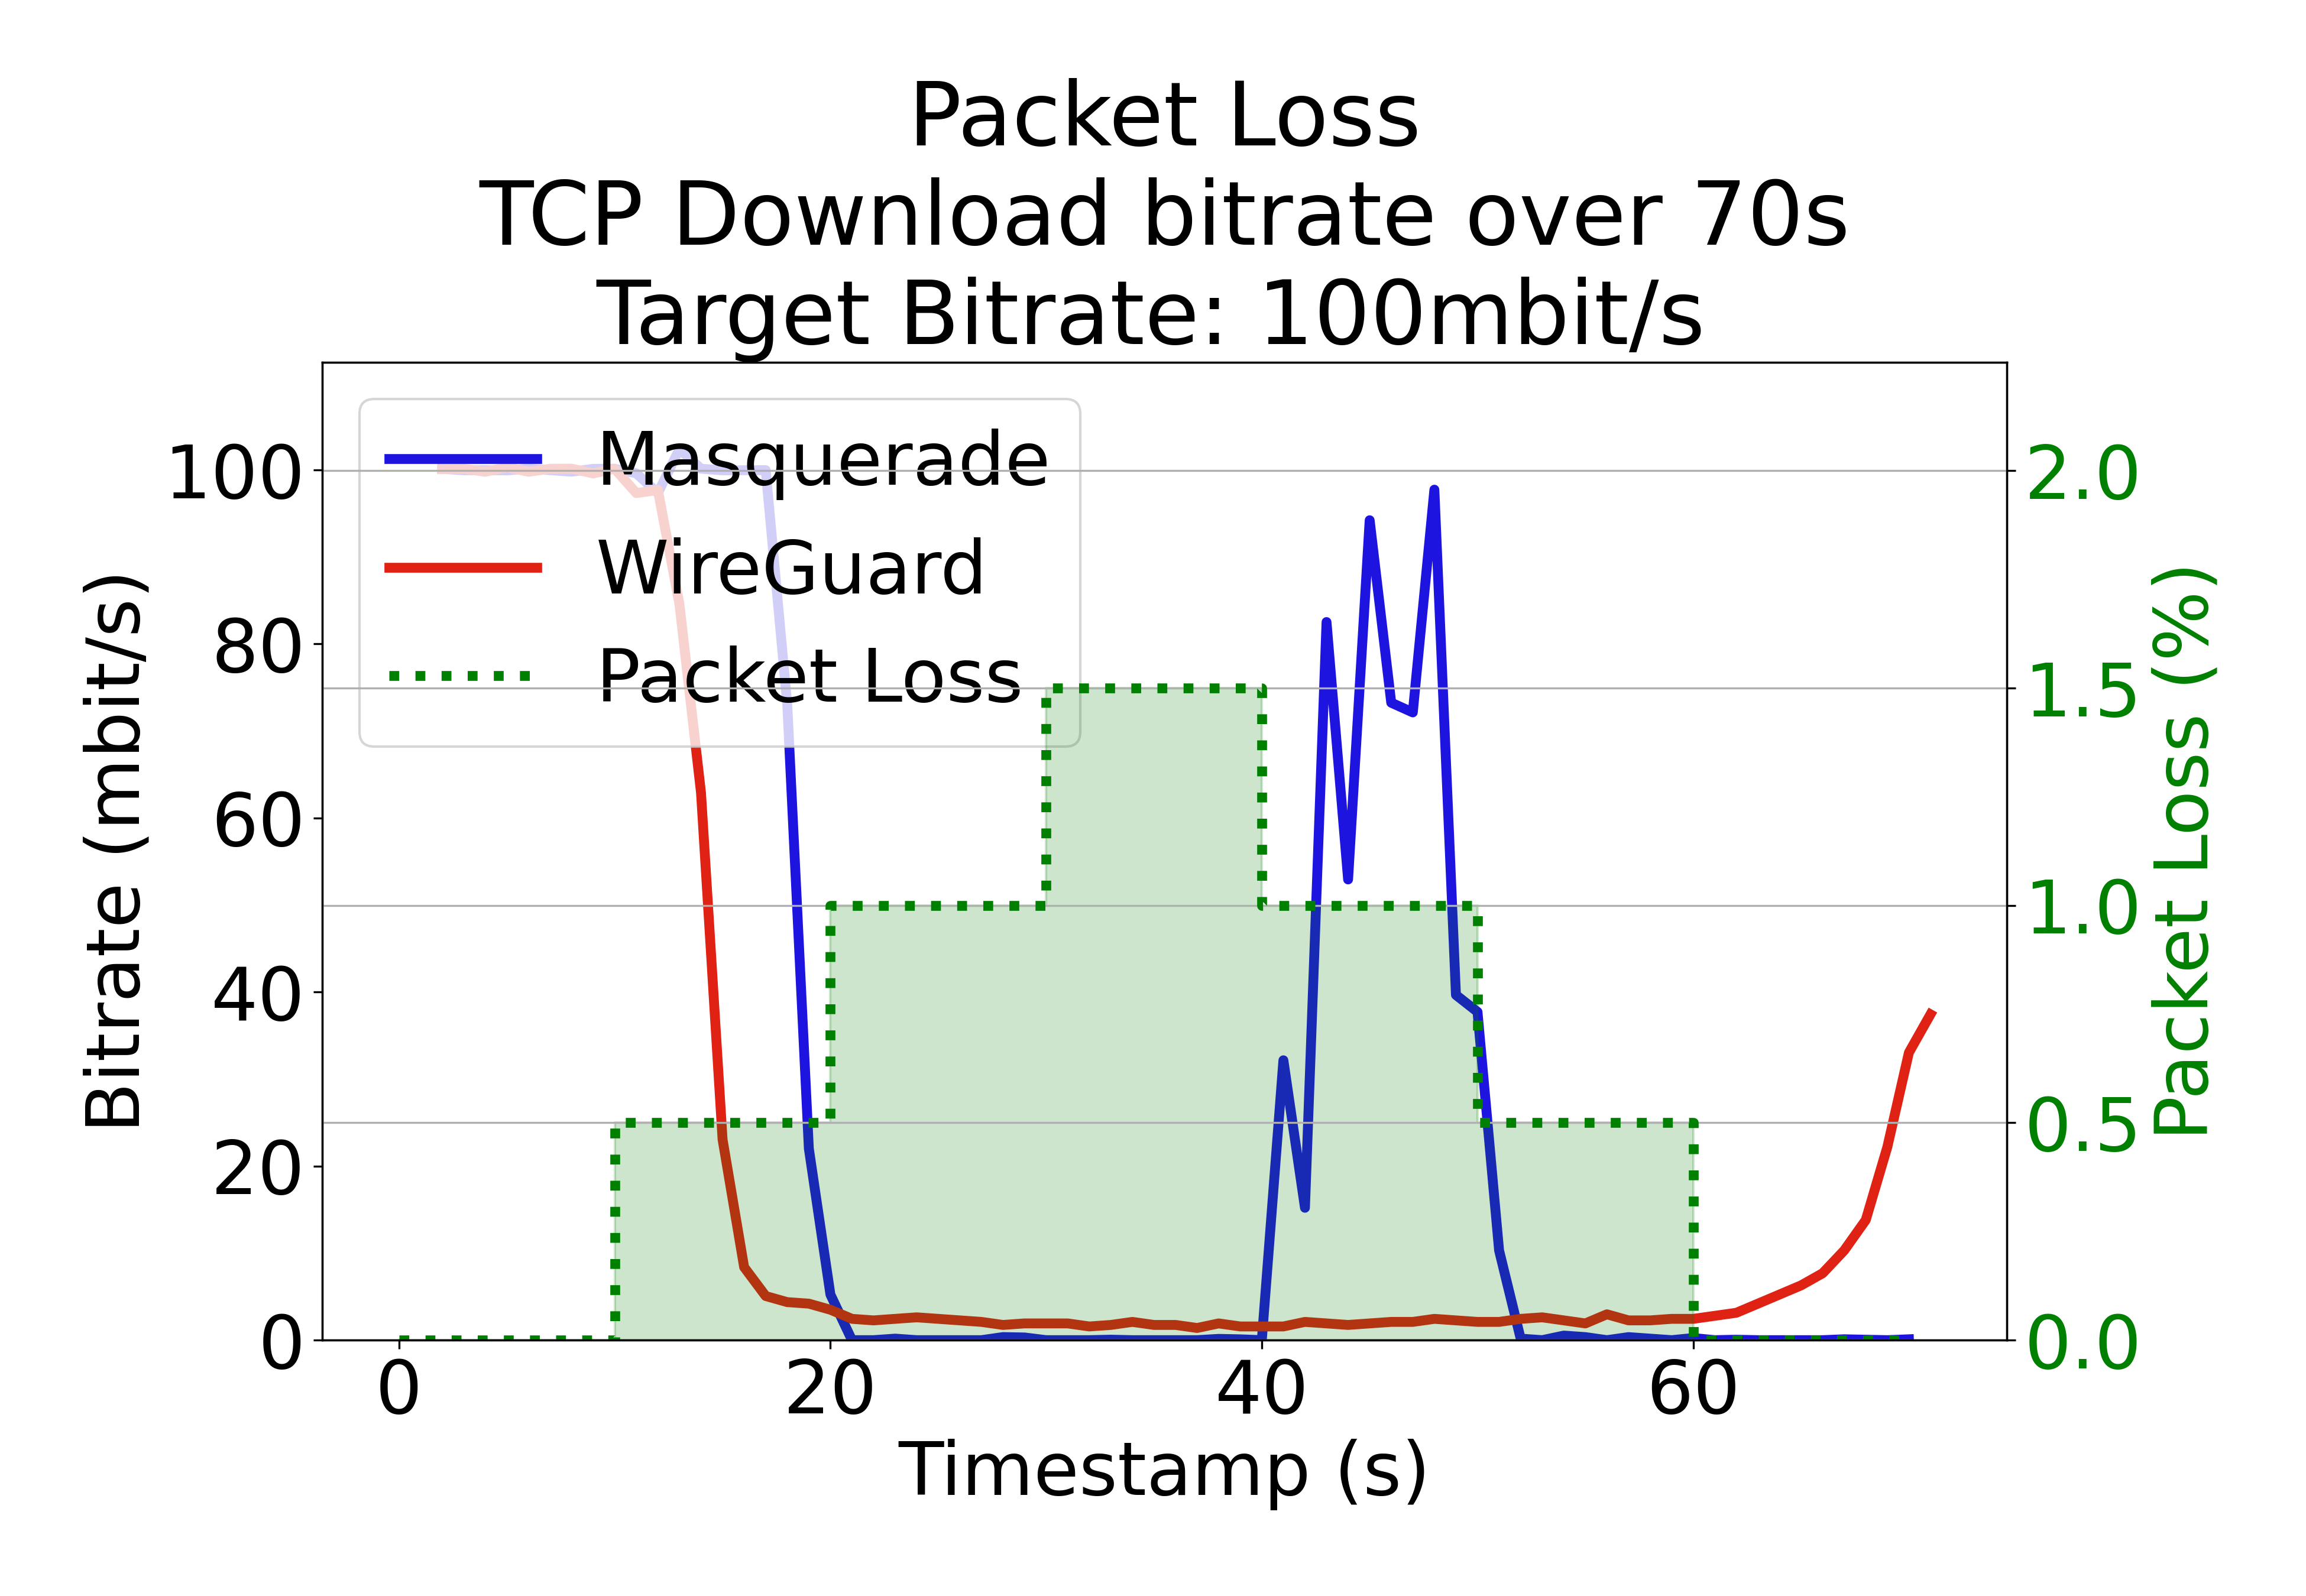 Packet Loss
TCP Download bitrate over 70s
Target Bitrate: 100mbit/s
Masquerade
WireGuard
Packet Loss
Bitrate (mbit/s)
100
80
60
40
20
0
2.0
1.5
1.0
0.5
0.0
Packet Loss (%)
0 20 40 60
Timestamp (s)